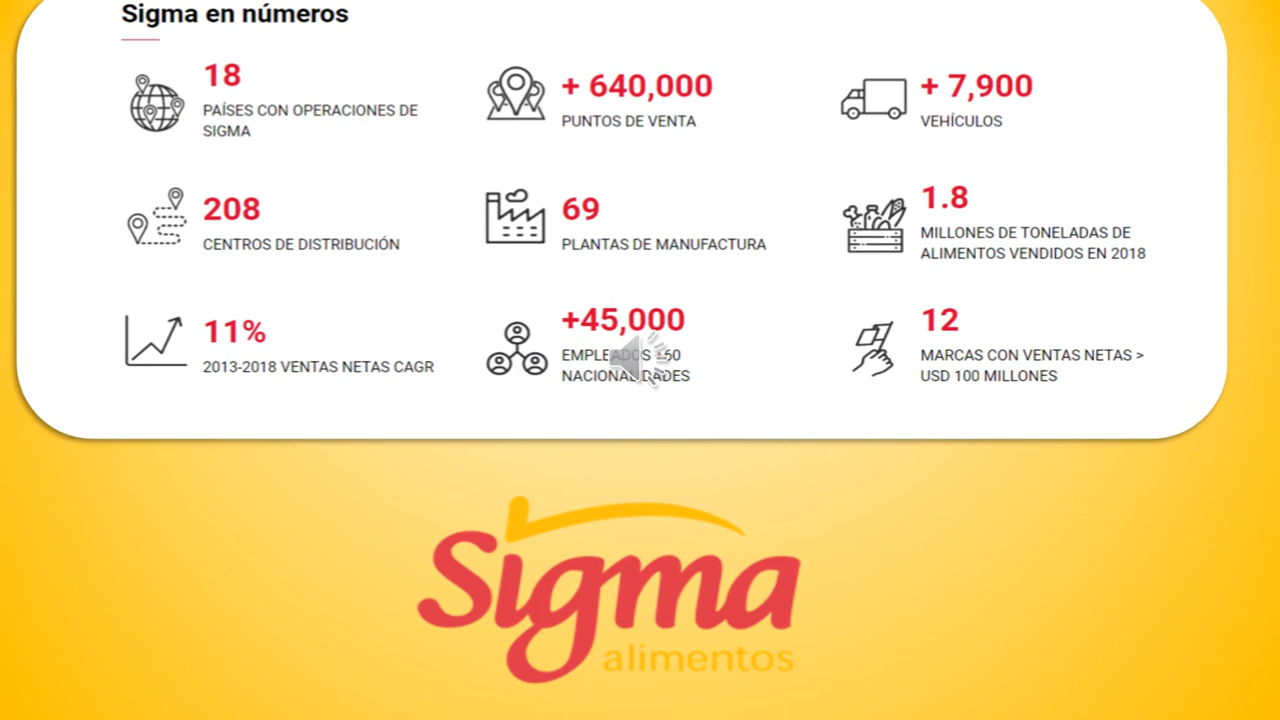 Sigma en números
18
PAÍSES CON OPERACIONES DE
SIGMA
+ 640,000
PUNTOS DE VENTA
+ 7,900
VEHÍCULOS
208
CENTROS DE DISTRIBUCIÓN
69
PLANTAS DE MANUFACTURA
1.8
MILLONES DE TONELADAS DE
ALIMENTOS VENDIDOS EN 2018
11%
2013-2018 VENTAS NETAS CAGR
+45,000
EMPLEADOS
NACIONALIDADES
12
MARCAS CON VENTAS NETAS >
USD 100 MILLONES
Sigma
alimentos